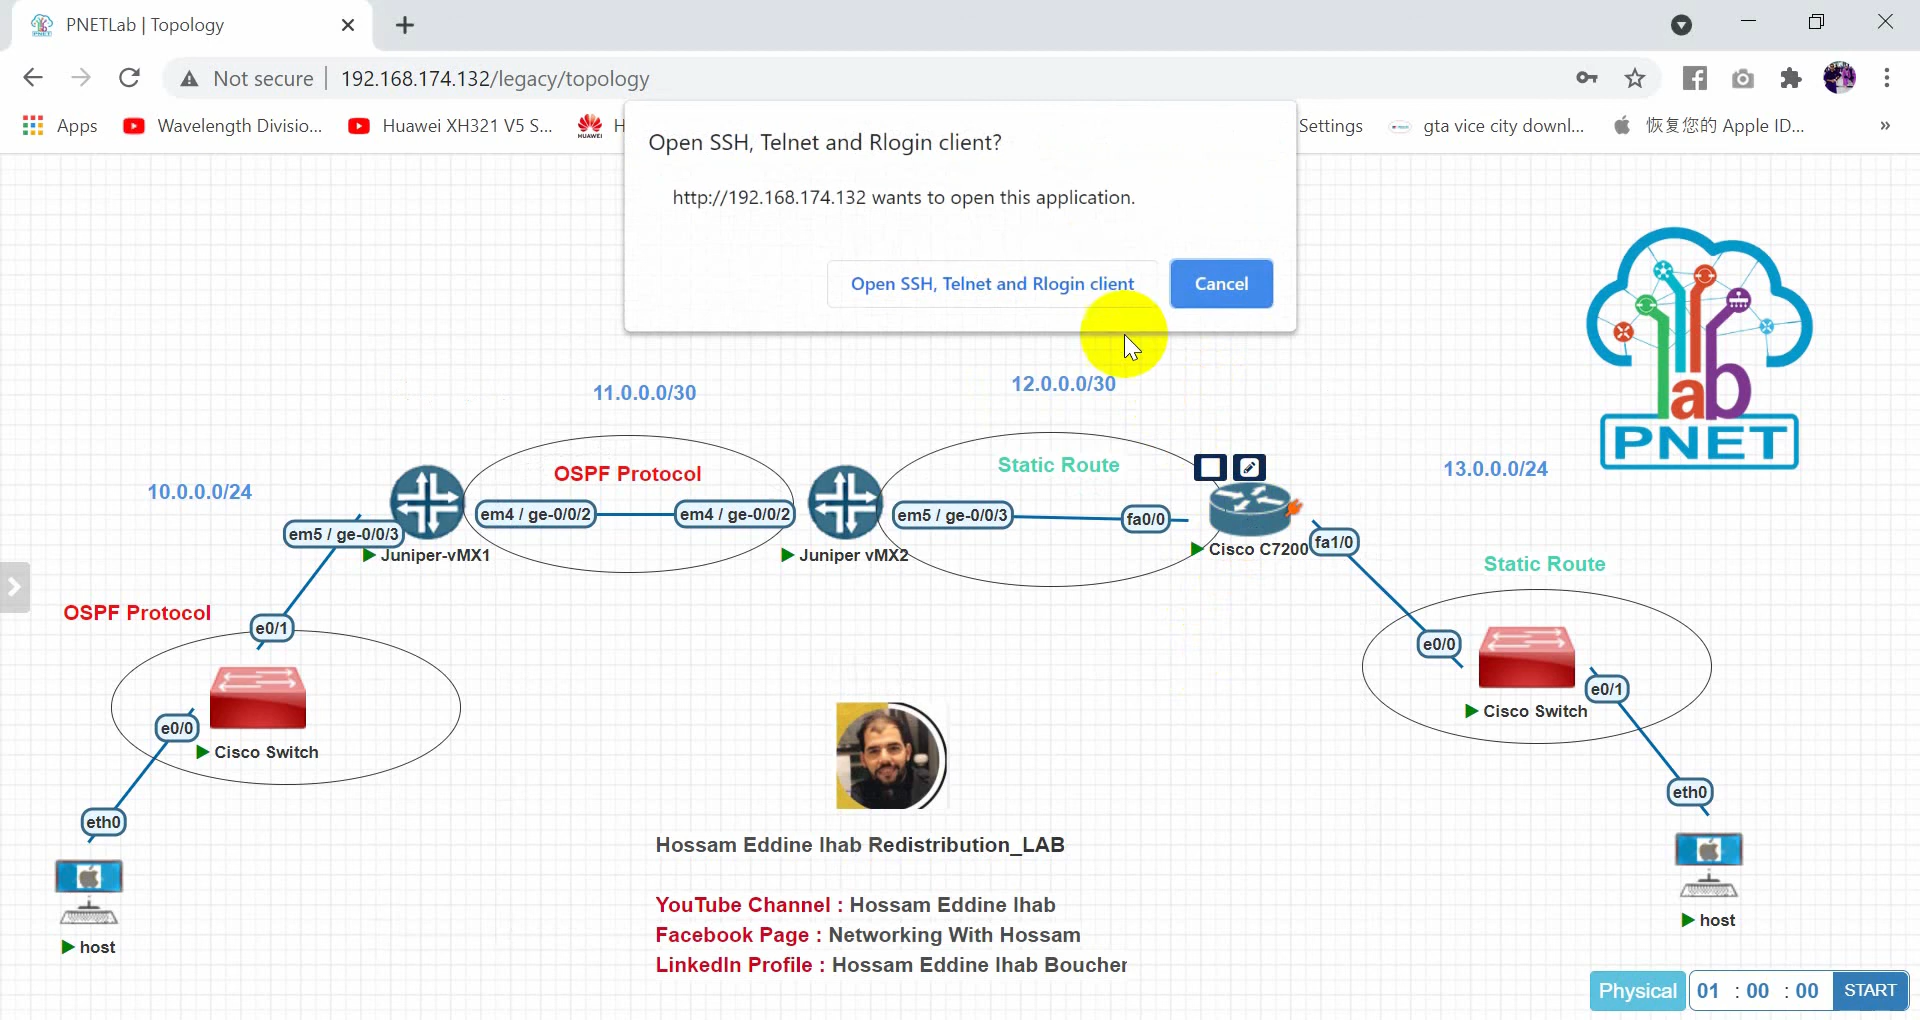 PNETLab | Topology
Not secure | 192.168.174.132/legacy/topology
Apps
Wavelength Divisio...
Huawei XH321 V5 S...
HUAWEI
H
Settings
gta vice city downl...
恢复您的 Apple ID...
»
Open SSH, Telnet and Rlogin client?
http://192.168.174.132 wants to open this application.
Open SSH, Telnet and Rlogin client
Cancel
lab
PNET
11.0.0.0/30
12.0.0.0/30
10.0.0.0/24
13.0.0.0/24
OSPF Protocol
Static Route
em5 / ge-0/0/3
em4 / ge-0/0/2
em4 / ge-0/0/2
em5 / ge-0/0/3
fa0/0
fa1/0
Juniper-vMX1
Juniper vMX2
Cisco C7200
Static Route
OSPF Protocol
e0/1
e0/0
e0/1
Cisco Switch
e0/0
Cisco Switch
eth0
eth0
host
host
Hossam Eddine Ihab Redistribution_LAB
YouTube Channel : Hossam Eddine Ihab
Facebook Page : Networking With Hossam
LinkedIn Profile : Hossam Eddine Ihab Boucher
Physical
01 : 00 : 00
START